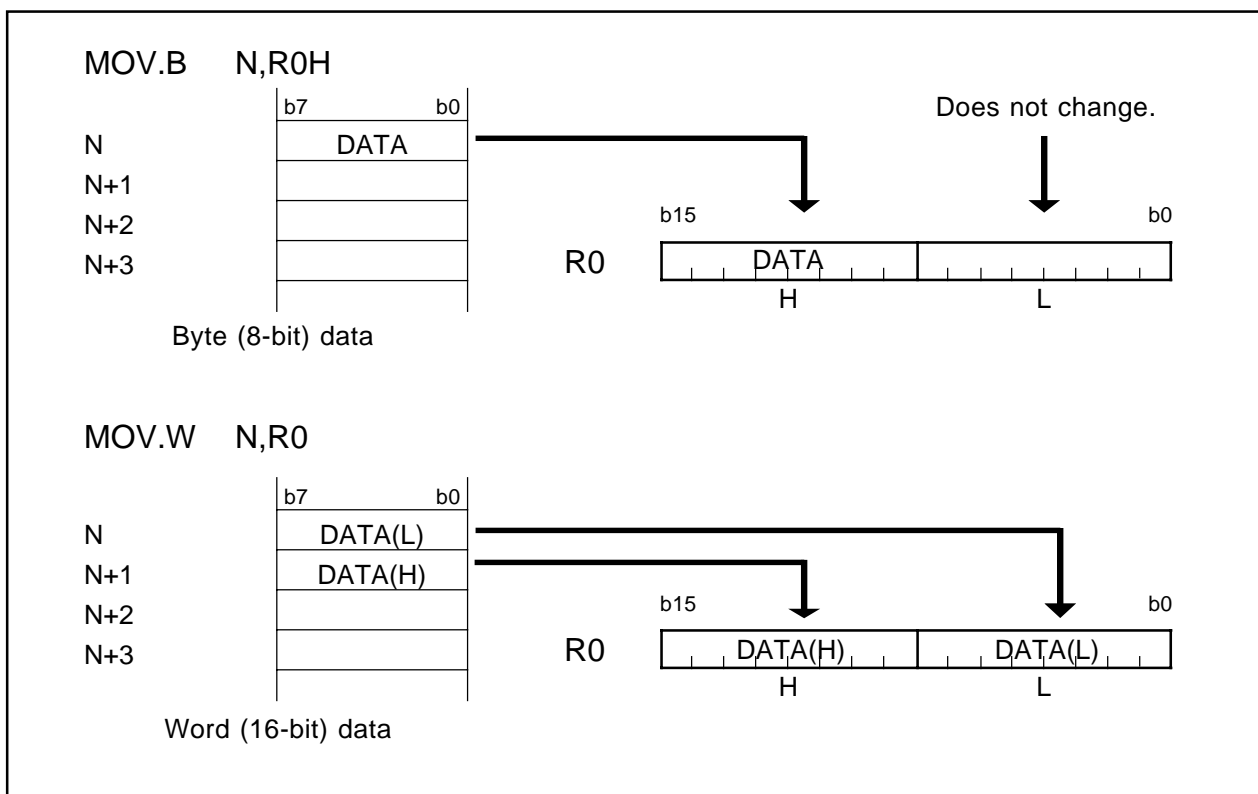 MOV.B N,R0H
b7 b0
Does not change.
N DATA
N+1
N+2
b15 b0
N+3
R0 DATA
H L
Byte (8-bit) data
MOV.W N,R0
b7 b0
N DATA(L)
N+1 DATA(H)
N+2
b15 b0
N+3
R0 DATA(H) DATA(L)
H L
Word (16-bit) data